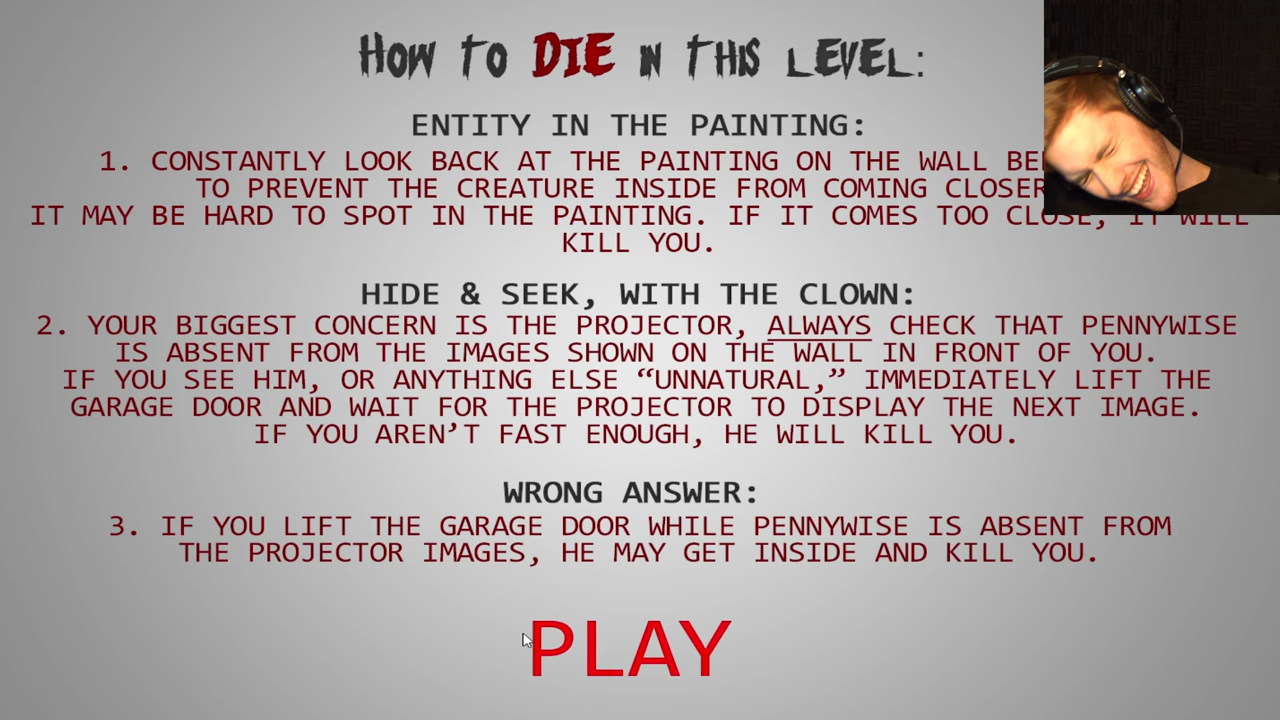 HOW TO DIE IN THIS LEVEL:
ENTITY IN THE PAINTING:
1. CONSTANTLY LOOK BACK AT THE PAINTING ON THE WALL
TO PREVENT THE CREATURE INSIDE FROM COMING CLOSER
IT MAY BE HARD TO SPOT IN THE PAINTING. IF IT COMES TOO CLOSE, IT WILL
KILL YOU.
HIDE & SEEK, WITH THE CLOWN:
2. YOUR BIGGEST CONCERN IS THE PROJECTOR, ALWAYS CHECK THAT PENNYWISE
IS ABSENT FROM THE IMAGES SHOWN ON THE WALL IN FRONT OF YOU.
IF YOU SEE HIM, OR ANYTHING ELSE “UNNATURAL,” IMMEDIATELY LIFT THE
GARAGE DOOR AND WAIT FOR THE PROJECTOR TO DISPLAY THE NEXT IMAGE.
IF YOU AREN’T FAST ENOUGH, HE WILL KILL YOU.
WRONG ANSWER:
3. IF YOU LIFT THE GARAGE DOOR WHILE PENNYWISE IS ABSENT FROM
THE PROJECTOR IMAGES, HE MAY GET INSIDE AND KILL YOU.
PLAY